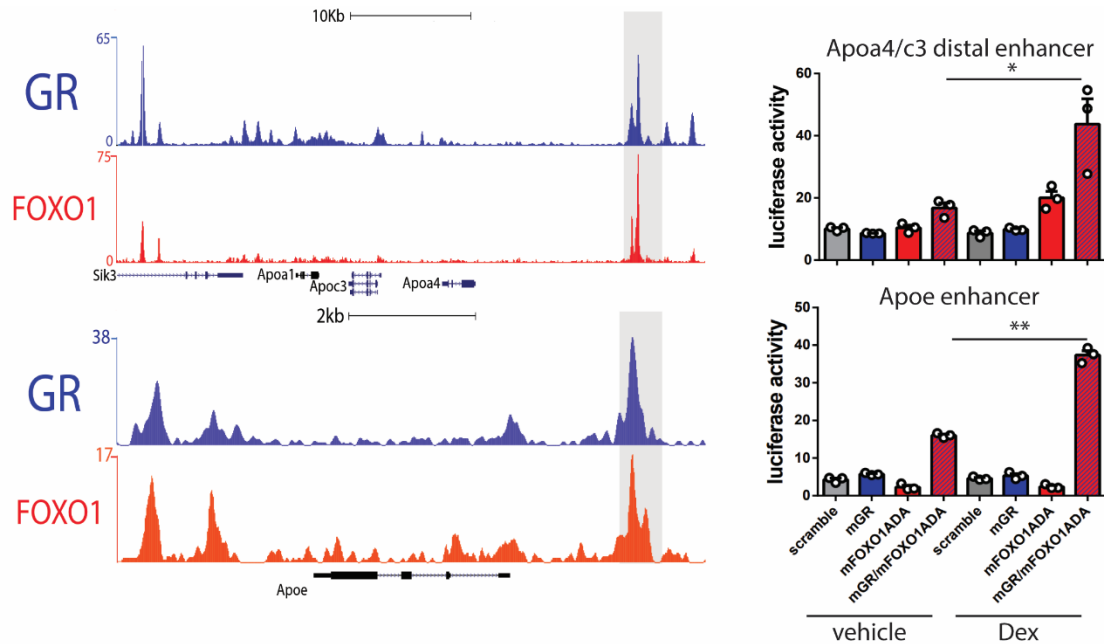 10Kb
65
GR
0
75
FOXO1
0
Sik3
Apoa1
Apoc3
Apoa4
2kb
38
GR
17
FOXO1
Apoe
Apoa4/c3 distal enhancer
*
60
40
20
0
luciferase activity
Apoe enhancer
**
50
40
30
20
10
0
luciferase activity
scramble
mGR
mFOXO1ADA
mGR/mFOXO1ADA
scramble
mGR
mFOXO1ADA
mGR/mFOXO1ADA
vehicle
Dex